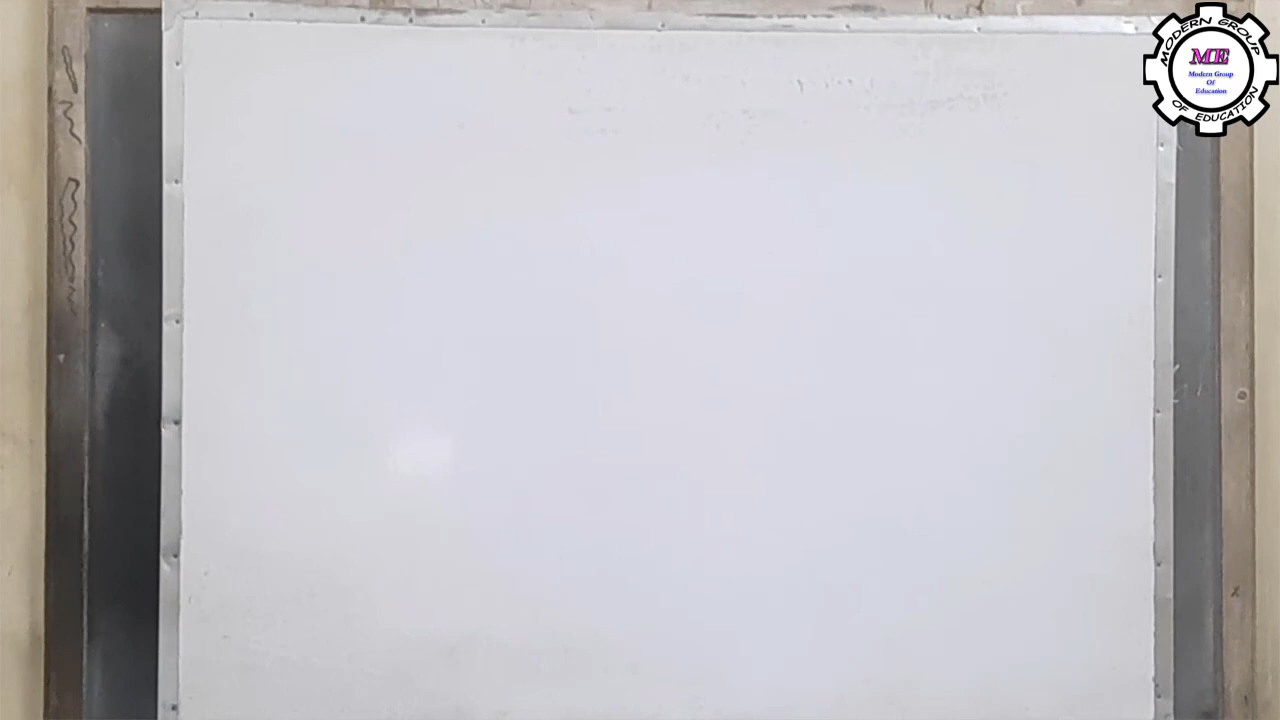 MODERN GROUP
ME
Modern Group
Of
Education
OF EDUCATION